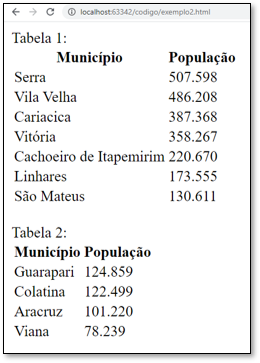 localhost:63342/codigo/exemplo2.html
Tabela 1:
Município População
Serra 507.598
Vila Velha 486.208
Cariacica 387.368
Vitória 358.267
Cachoeiro de Itapemirim 220.670
Linhares 173.555
São Mateus 130.611
Tabela 2:
Município População
Guarapari 124.859
Colatina 122.499
Aracruz 101.220
Viana 78.239